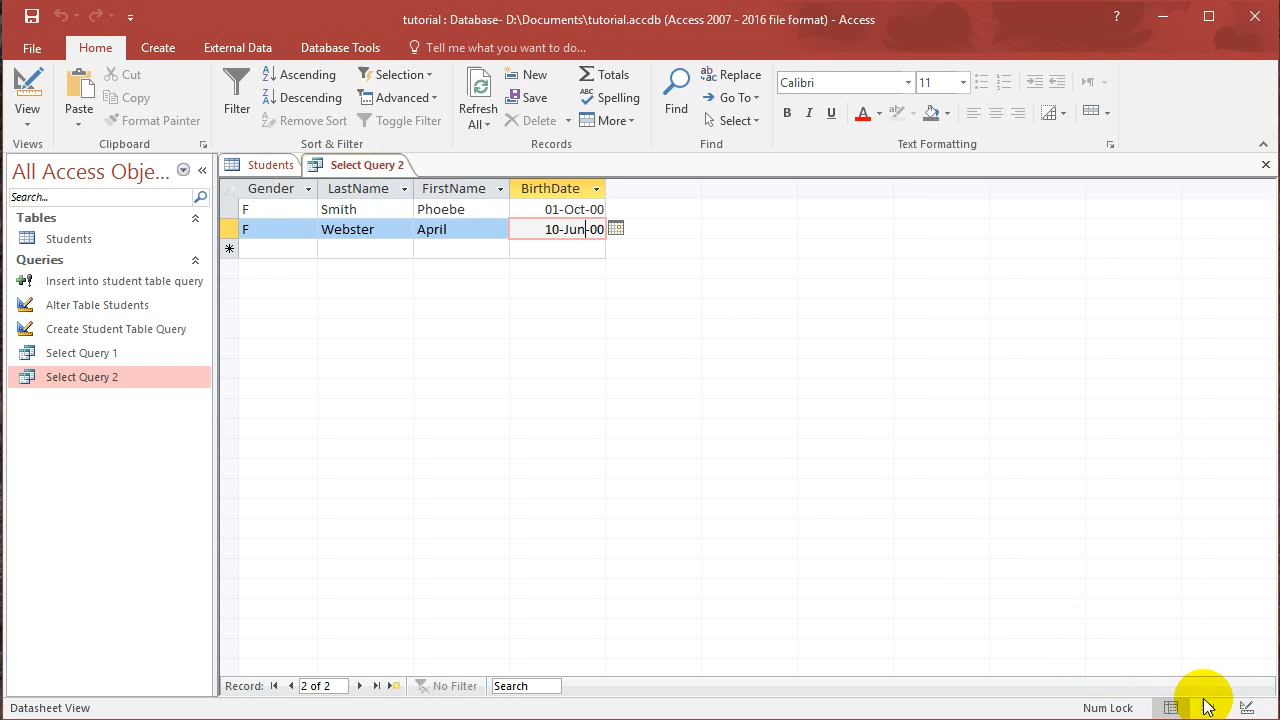 tutorial : Database- D:\Documents\tutorial.accdb (Access 2007 - 2016 file format) - Access
?
File Home Create External Data Database Tools Tell me what you want to do...
View
Views
Paste
Cut
Copy
Format Painter
Clipboard
Filter
Ascending
Descending
Remove Sort
Selection
Advanced
Toggle Filter
Sort & Filter
Refresh
All
New
Save
Delete
Totals
Spelling
More
Records
Find
Replace
Go To
Select
Find
Calibri 11
B I U A
Text Formatting
All Access Obje...
Search...
Tables
Students
Queries
Insert into student table query
Alter Table Students
Create Student Table Query
Select Query 1
Select Query 2
Students Select Query 2
Gender LastName FirstName BirthDate
F Smith Phoebe 01-Oct-00
F Webster April 10-Jun-00
Record: 2 of 2 No Filter Search
Datasheet View Num Lock